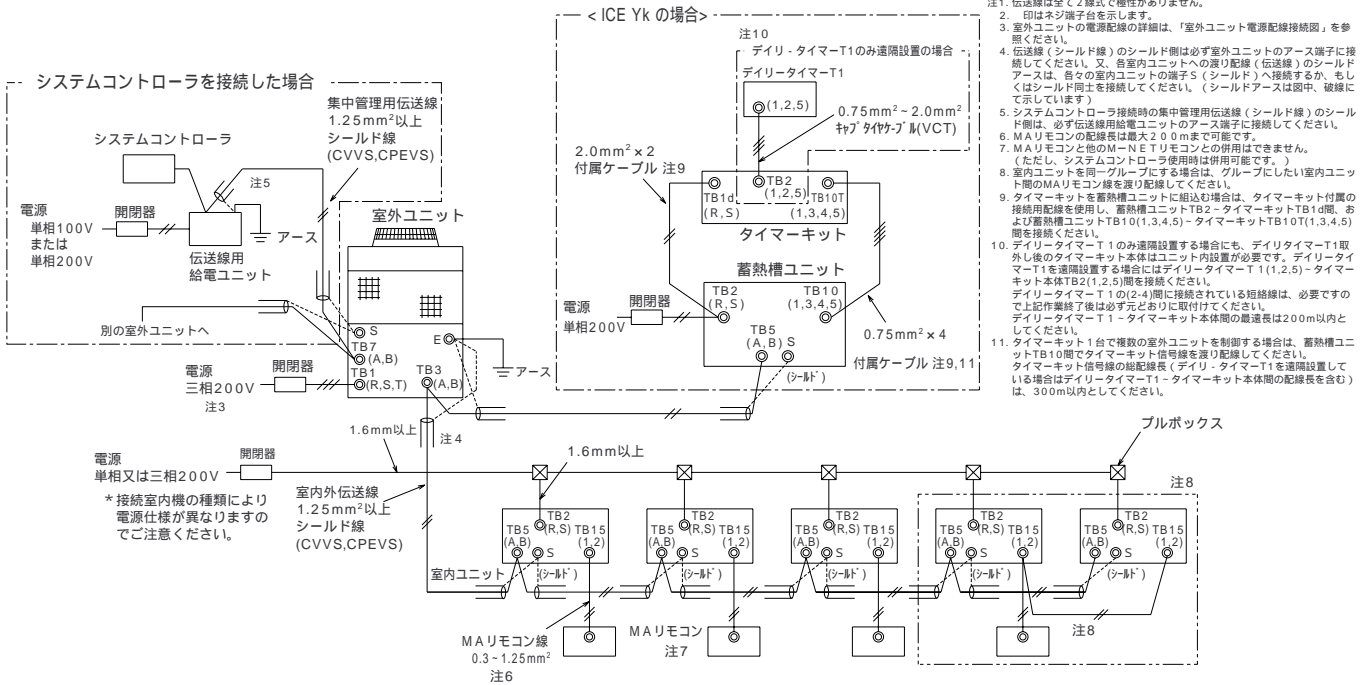 システムコントローラを接続した場合
集中管理用伝送線
1.25mm²以上
シールド線
(CVVS,CPEVS)
システムコントローラ
注5
電源
単相100V
または
単相200V
開閉器
伝送線用
給電ユニット
アース
室外ユニット
別の室外ユニットへ
S
TB7
(A,B)
TB1
(R,S,T)
TB3
(A,B)
E
アース
電源
三相200V
注3
開閉器
注4
< ICE Yk の場合>
注10
デイリ - タイマーT1のみ遠隔設置の場合
デイリータイマーT1
(1,2,5)
0.75mm²~2.0mm²
ｷｬﾌﾞﾀｲﾔｹｰﾌﾞﾙ(VCT)
2.0mm²×2
付属ケーブル 注9
TB1d
(R,S)
TB2
(1,2,5)
TB10T
(1,3,4,5)
タイマーキット
蓄熱槽ユニット
TB2
(R,S)
TB10
(1,3,4,5)
TB5
(A,B)
S
(ｼｰﾙﾄﾞ)
電源
単相200V
開閉器
0.75mm²×4
付属ケーブル 注9,11
注1. 伝送線は全て2線式で極性がありません。
2. 印はネジ端子台を示します。
3. 室外ユニットの電源配線の詳細は、「室外ユニット電源配線接続図」を参
照ください。
4. 伝送線（シールド線）のシールド側は必ず室外ユニットのアース端子に接
続してください。又、各室内ユニットへの渡り配線（伝送線）のシールド
アースは、各々の室内ユニットの端子S（シールド）へ接続するか、もし
くはシールド同士を接続してください。（シールドアースは図中、破線に
て示しています）
5. システムコントローラ接続時の集中管理用伝送線（シールド線）のシール
ド側は、必ず伝送線用給電ユニットのアース端子に接続してください。
6. MAリモコンの配線長は最大200mまで可能です。
7. MAリモコンと他のMーNETリモコンとの併用はできません。
（ただし、システムコントローラ使用時は併用可能です。）
8. 室内ユニットを同一グループにする場合は、グループにしたい室内ユニッ
ト間のMAリモコン線を渡り配線してください。
9. タイマーキットを蓄熱ユニットに組込む場合は、タイマーキット付属の
接続用配線を使用し、蓄熱槽ユニットTB2 - タイマーキットTB1d間、お
よび蓄熱槽ユニットTB10(1,3,4,5)~タイマーキットTB10T(1,3,4,5)
間を接続ください。
10. デイリータイマーT1のみ遠隔設置する場合にも、デイリタイマーT1取
外し後のタイマーキット本体はユニット内設置が必要です。デイリータイ
マーT1を遠隔設置する場合にはデイリータイマーT1(1,2,5)~タイマー
キット本体TB2(1,2,5)間を接続ください。
デイリータイマーT1の(2-4)間に接続されている短絡線は、必要ですの
で上記作業終了後は必ず元どおりに取付けてください。
デイリータイマーT1 - タイマーキット本体間の最遠長は200m以内と
してください。
11. タイマーキット1台で複数の室外ユニットを制御する場合は、蓄熱槽ユニ
ットTB10間でタイマーキット信号線を渡り配線してください。
タイマーキット信号線の総配線長（デイリ - タイマーT1を遠隔設置して
いる場合はデイリータイマーT1 - タイマーキット本体間の配線長を含む）
は、300m以内としてください。
1.6mm以上
電源
単相又は三相200V
開閉器
*接続室内機の種類により
電源仕様が異なりますの
でご注意ください。
室内外伝送線
1.25mm²以上
シールド線
(CVVS,CPEVS)
1.6mm以上
プルボックス
注8
TB5
(A,B)
TB2
(R,S)
TB15
(1,2)
S
(ｼｰﾙﾄﾞ)
TB5
(A,B)
TB2
(R,S)
TB15
(1,2)
S
(ｼｰﾙﾄﾞ)
TB5
(A,B)
TB2
(R,S)
TB15
(1,2)
S
(ｼｰﾙﾄﾞ)
TB5
(A,B)
TB2
(R,S)
TB15
(1,2)
S
(ｼｰﾙﾄﾞ)
TB5
(A,B)
TB2
(R,S)
TB15
(1,2)
S
(ｼｰﾙﾄﾞ)
室内ユニット
MAリモコン線
0.3~1.25mm²
注6
MAリモコン
注7
注8